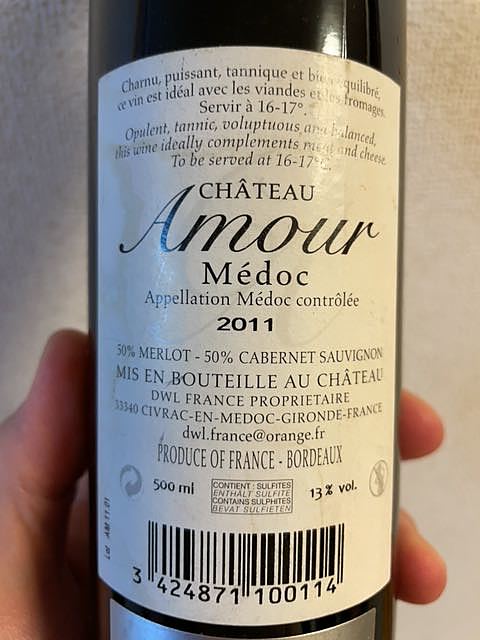 Charnu, puissant, tannique et bien equilibré,
ce vin est idéal avec les viandes et les fromages.
Servir à 16-17°.
Opulent, tannic, voluptuous and balanced,
this wine ideally complements meat and cheese.
To be served at 16-17°C.
CHÂTEAU
Amour
Médoc
Appellation Médoc contrôlée
2011
50% MERLOT - 50% CABERNET SAUVIGNON
MIS EN BOUTEILLE AU CHÂTEAU
DWL FRANCE PROPRIETAIRE
33340 CIVRAC-EN-MEDOC-GIRONDE-FRANCE
dwl.france@orange.fr
PRODUCE OF FRANCE - BORDEAUX
500 ml
CONTIENT : SULFITES
ENTHÄLT SULFITE
CONTAINS SULPHITES
BEVAT SULFIETEN
13% vol.
3 424871 100114